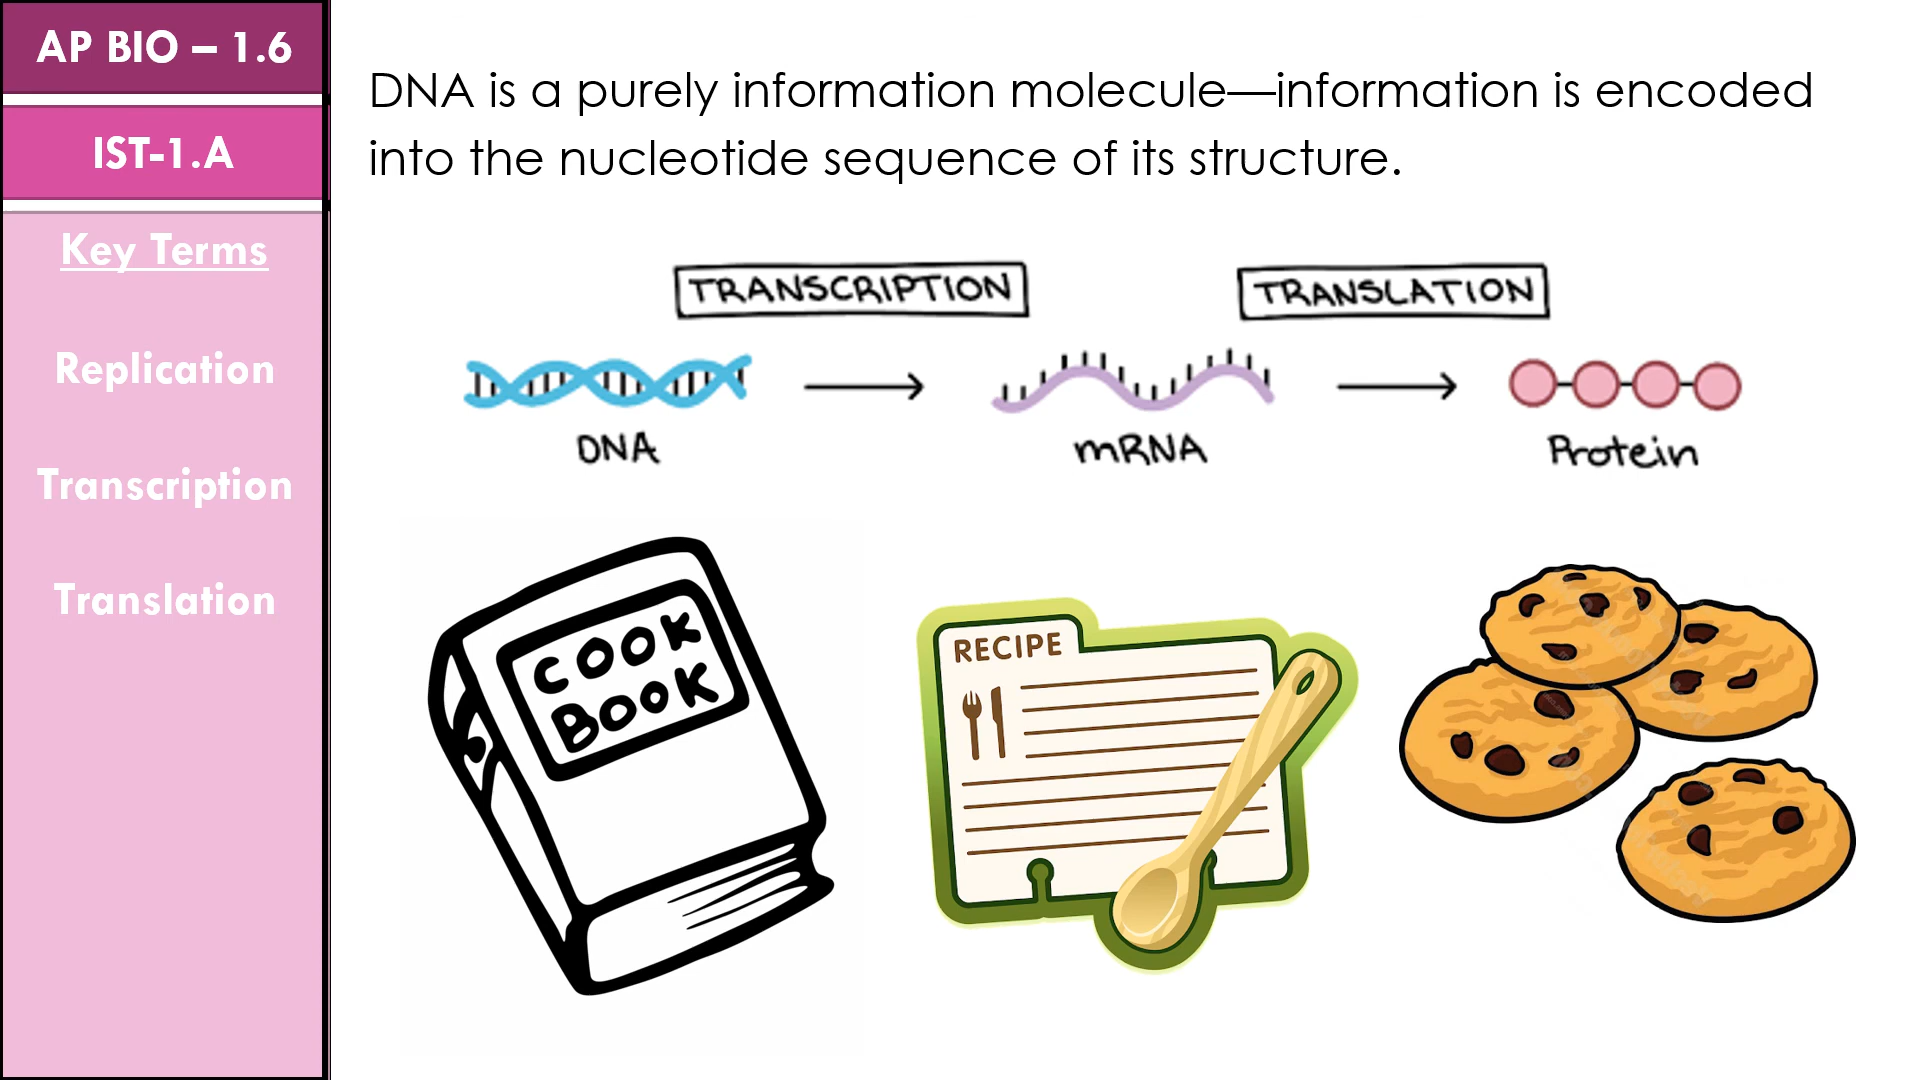 AP BIO – 1.6
IST-1.A
Key Terms
Replication
Transcription
Translation
DNA is a purely information molecule—information is encoded
into the nucleotide sequence of its structure.
TRANSCRIPTION
TRANSLATION
DNA
mRNA
Protein
COOK
BOOK
RECIPE